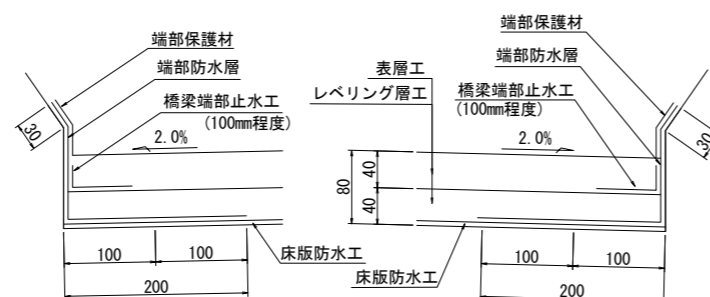 端部保護材
端部防水層
橋梁端部止水工
(100mm程度)
30
2.0%
100
100
200
床版防水工
表層工
レベリング層工
80
40
40
端部保護材
端部防水層
橋梁端部止水工
(100mm程度)
30
2.0%
床版防水工
100
100
200